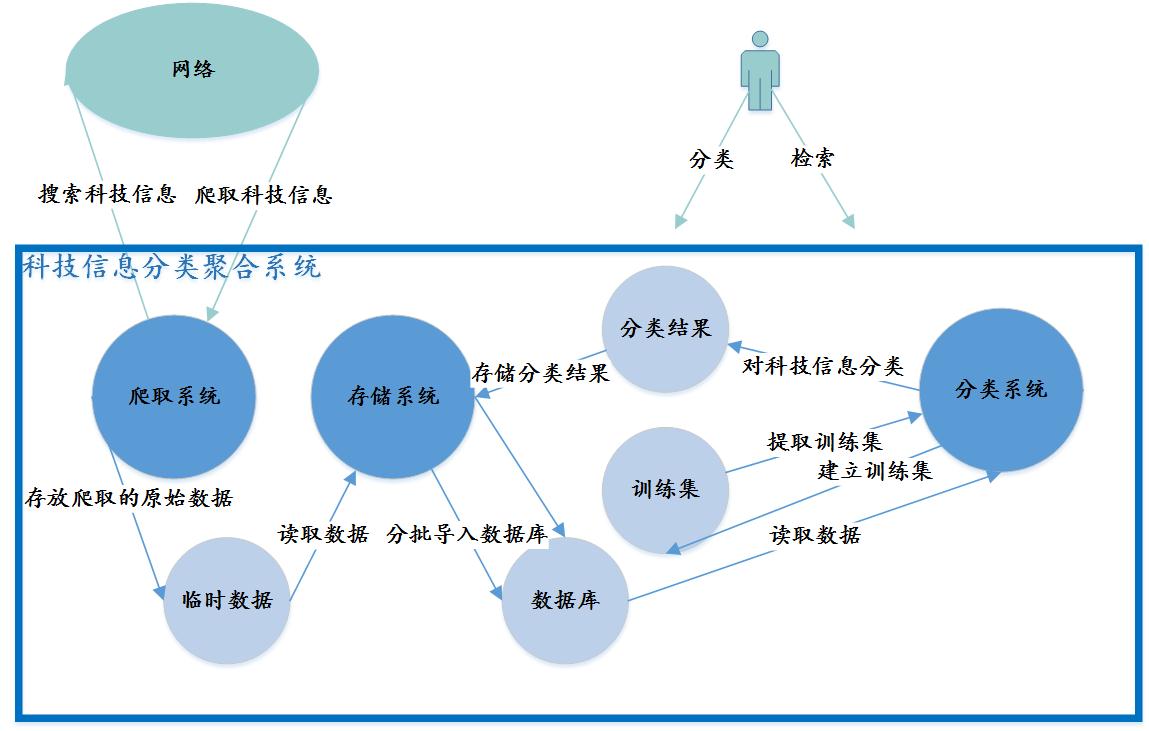 网络
分类
检索
搜索科技信息
爬取科技信息
科技信息分类聚合系统
分类结果
对科技信息分类
存储分类结果
爬取系统
存储系统
分类系统
提取训练集
建立训练集
训练集
存放爬取的原始数据
读取数据
分批导入数据库
读取数据
临时数据
数据库